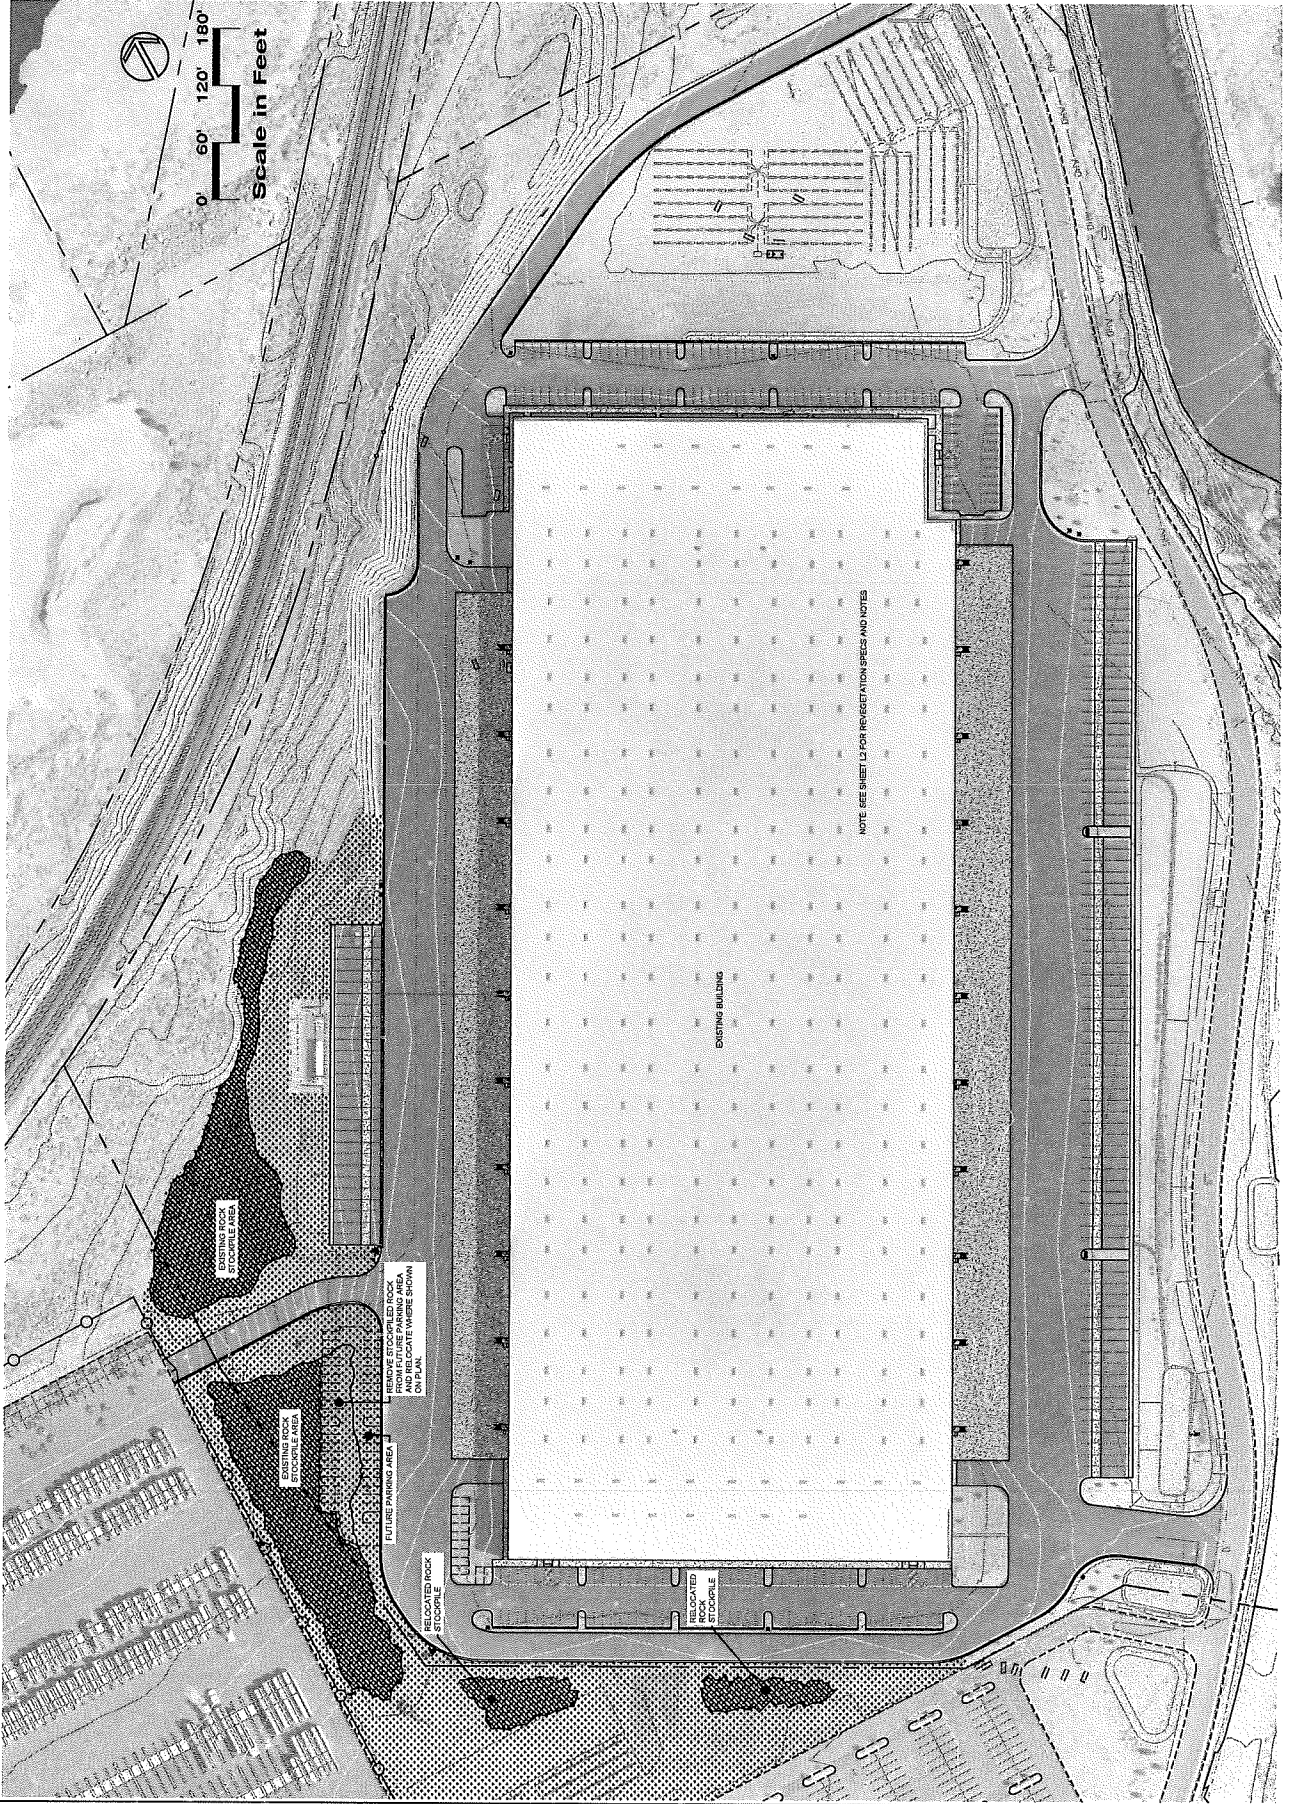 0' 60' 120' 180'
Scale in Feet
NOTE: SEE SHEET L2 FOR REVEGETATION SPECS AND NOTES
EXISTING BUILDING
EXISTING ROCK
STOCKPILE AREA
REMOVE STOCKPILED ROCK
FROM FUTURE PARKING AREA
AND RELOCATE WHERE SHOWN
ON PLAN.
EXISTING ROCK
STOCKPILE AREA
FUTURE PARKING AREA
RELOCATED ROCK
STOCKPILE
RELOCATED
ROCK
STOCKPILE